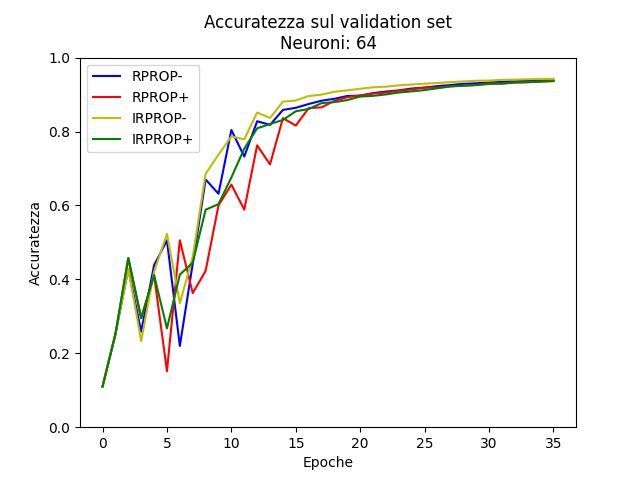 Accuratezza sul validation set
Neuroni: 64
1.0
0.8
0.6
0.4
0.2
0.0
Accuratezza
RPROP-
RPROP+
IRPROP-
IRPROP+
0 5 10 15 20 25 30 35
Epoche